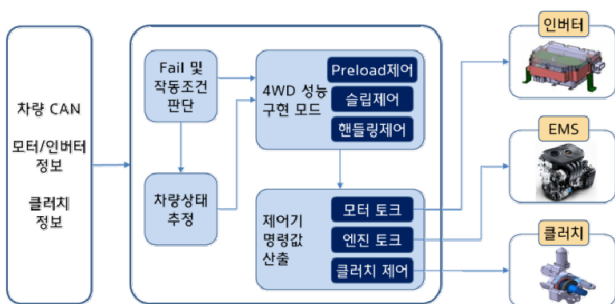 차량 CAN
모터/인버터
정보
클러치
정보
Fail 및
작동조건
판단
차량상태
추정
4WD 성능
구현 모드
Preload제어
슬립제어
핸들링제어
제어기
명령값
산출
모터 토크
엔진 토크
클러치 제어
인버터
EMS
클러치